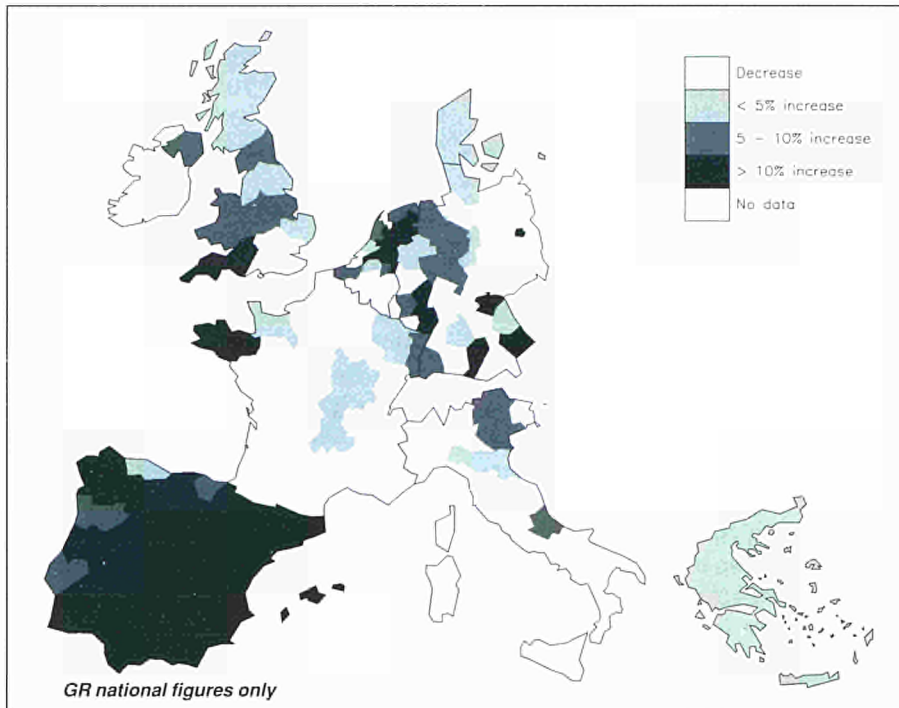 Decrease
< 5% increase
5 – 10% increase
> 10% increase
No data
GR national figures only